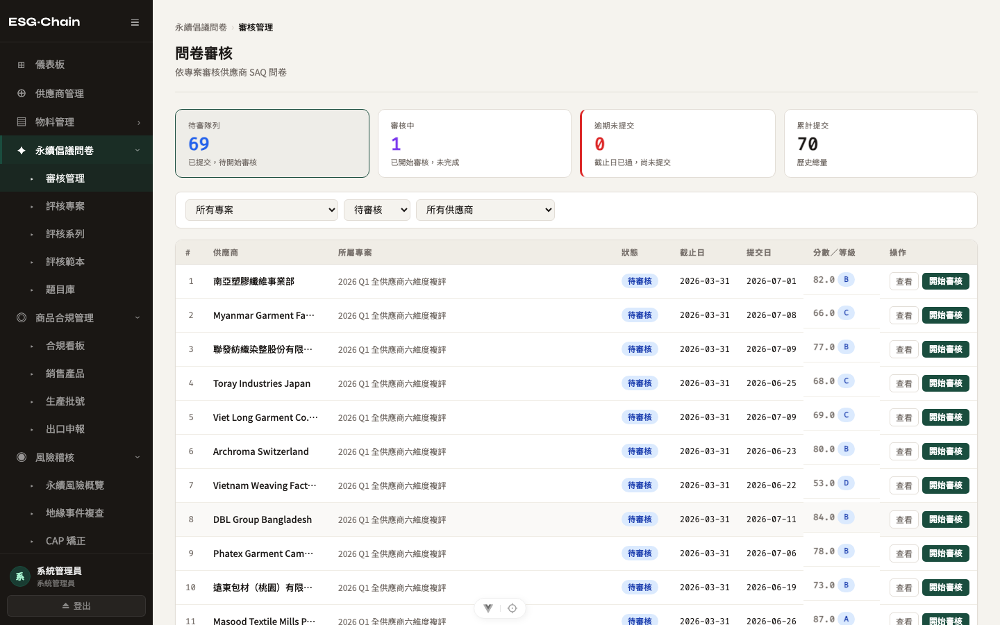 ESG·Chain
儀表板
供應商管理
物料管理
永續倡議問卷
審核管理
評核專案
評核系列
評核範本
題目庫
商品合規管理
合規看板
銷售產品
生產批號
出口申報
風險稽核
永續風險概覽
地緣事件複查
CAP 矯正
系 系統管理員
系統管理員
登出
永續倡議問卷 › 審核管理
問卷審核
依專案審核供應商 SAQ 問卷
待審隊列
69
已提交，待開始審核
審核中
1
已開始審核，未完成
逾期未提交
0
截止日已過，尚未提交
累計提交
70
歷史總量
所有專案 待審核 所有供應商
# 供應商 所屬專案 狀態 截止日 提交日 分數／等級 操作
1 南亞塑膠纖維事業部 2026 Q1 全供應商六維度複評 待審核 2026-03-31 2026-07-01 82.0 B 查看 開始審核
2 Myanmar Garment Fa… 2026 Q1 全供應商六維度複評 待審核 2026-03-31 2026-07-08 66.0 C 查看 開始審核
3 聯發紡織染整股份有限… 2026 Q1 全供應商六維度複評 待審核 2026-03-31 2026-07-09 77.0 B 查看 開始審核
4 Toray Industries Japan 2026 Q1 全供應商六維度複評 待審核 2026-03-31 2026-06-25 68.0 C 查看 開始審核
5 Viet Long Garment Co.… 2026 Q1 全供應商六維度複評 待審核 2026-03-31 2026-07-09 69.0 C 查看 開始審核
6 Archroma Switzerland 2026 Q1 全供應商六維度複評 待審核 2026-03-31 2026-06-23 80.0 B 查看 開始審核
7 Vietnam Weaving Fact… 2026 Q1 全供應商六維度複評 待審核 2026-03-31 2026-06-22 53.0 D 查看 開始審核
8 DBL Group Bangladesh 2026 Q1 全供應商六維度複評 待審核 2026-03-31 2026-07-11 84.0 B 查看 開始審核
9 Phatex Garment Cam… 2026 Q1 全供應商六維度複評 待審核 2026-03-31 2026-07-06 78.0 B 查看 開始審核
10 遠東包材（桃園）有限… 2026 Q1 全供應商六維度複評 待審核 2026-03-31 2026-06-19 73.0 B 查看 開始審核
11 Masood Textile Mills P… 2026 Q1 全供應商六維度複評 待審核 2026-03-31 2026-06-26 87.0 A 查看 開始審核